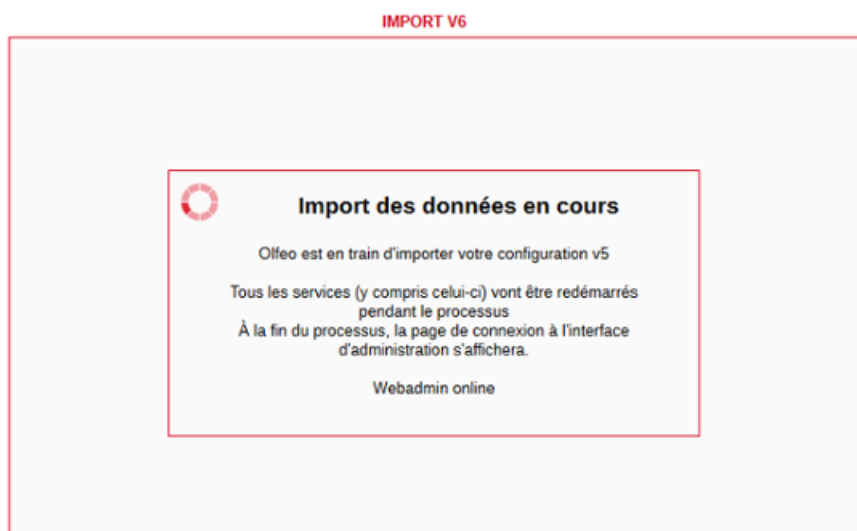 IMPORT V6
Import des données en cours
Olfeo est en train d'importer votre configuration v5
Tous les services (y compris celui-ci) vont être redémarrés
pendant le processus
À la fin du processus, la page de connexion à l'interface
d'administration s'affichera.
Webadmin online